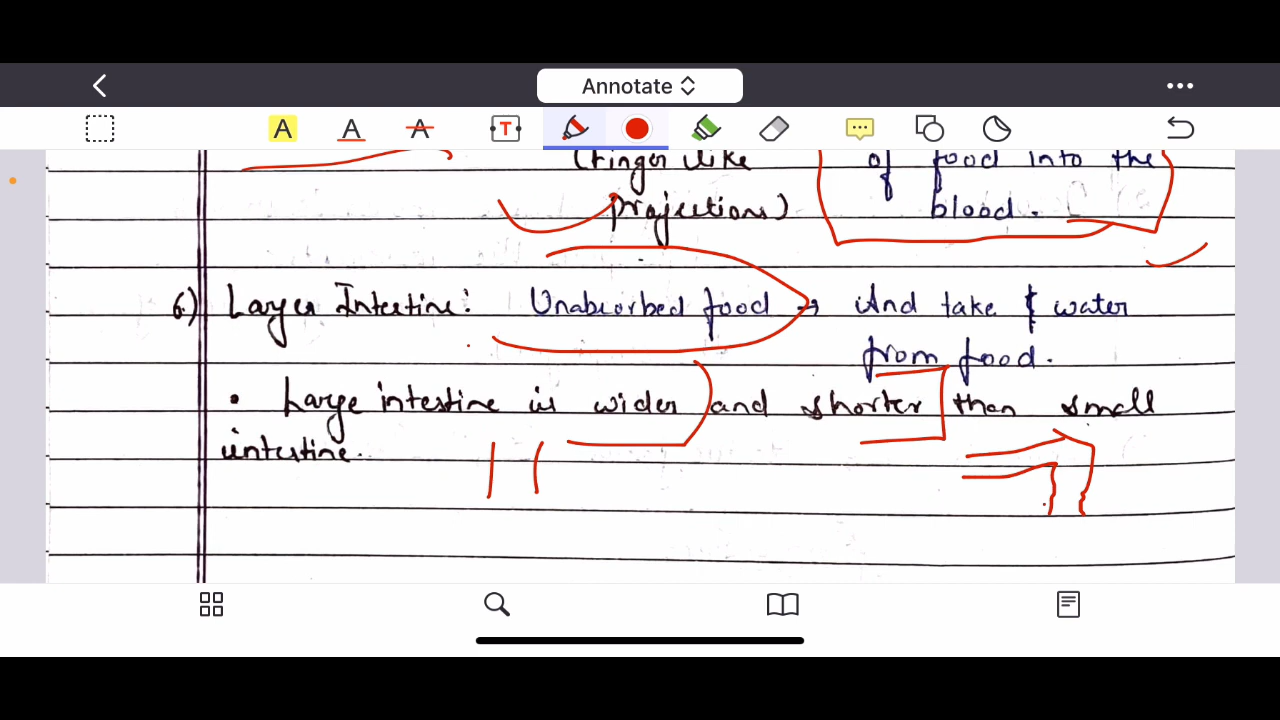 Annotate
A A A T
(Finger like
of food into the
projections)
blood.
6) Larger Intestine: Unabsorbed food → And take water
from food.
• Large intestine is wider and shorter than small
intestine.